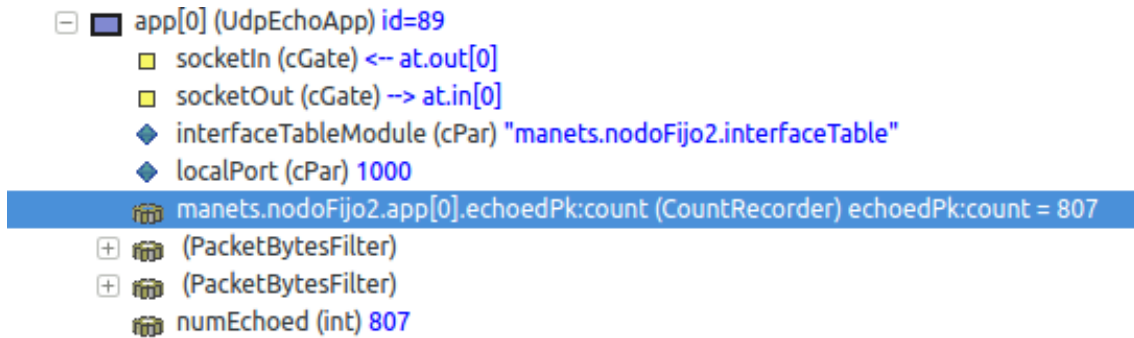 app[0] (UdpEchoApp) id=89
socketIn (cGate) <-- at.out[0]
socketOut (cGate) --> at.in[0]
interfaceTableModule (cPar) "manets.nodoFijo2.interfaceTable"
localPort (cPar) 1000
manets.nodoFijo2.app[0].echoedPk:count (CountRecorder) echoedPk:count = 807
(PacketBytesFilter)
(PacketBytesFilter)
numEchoed (int) 807